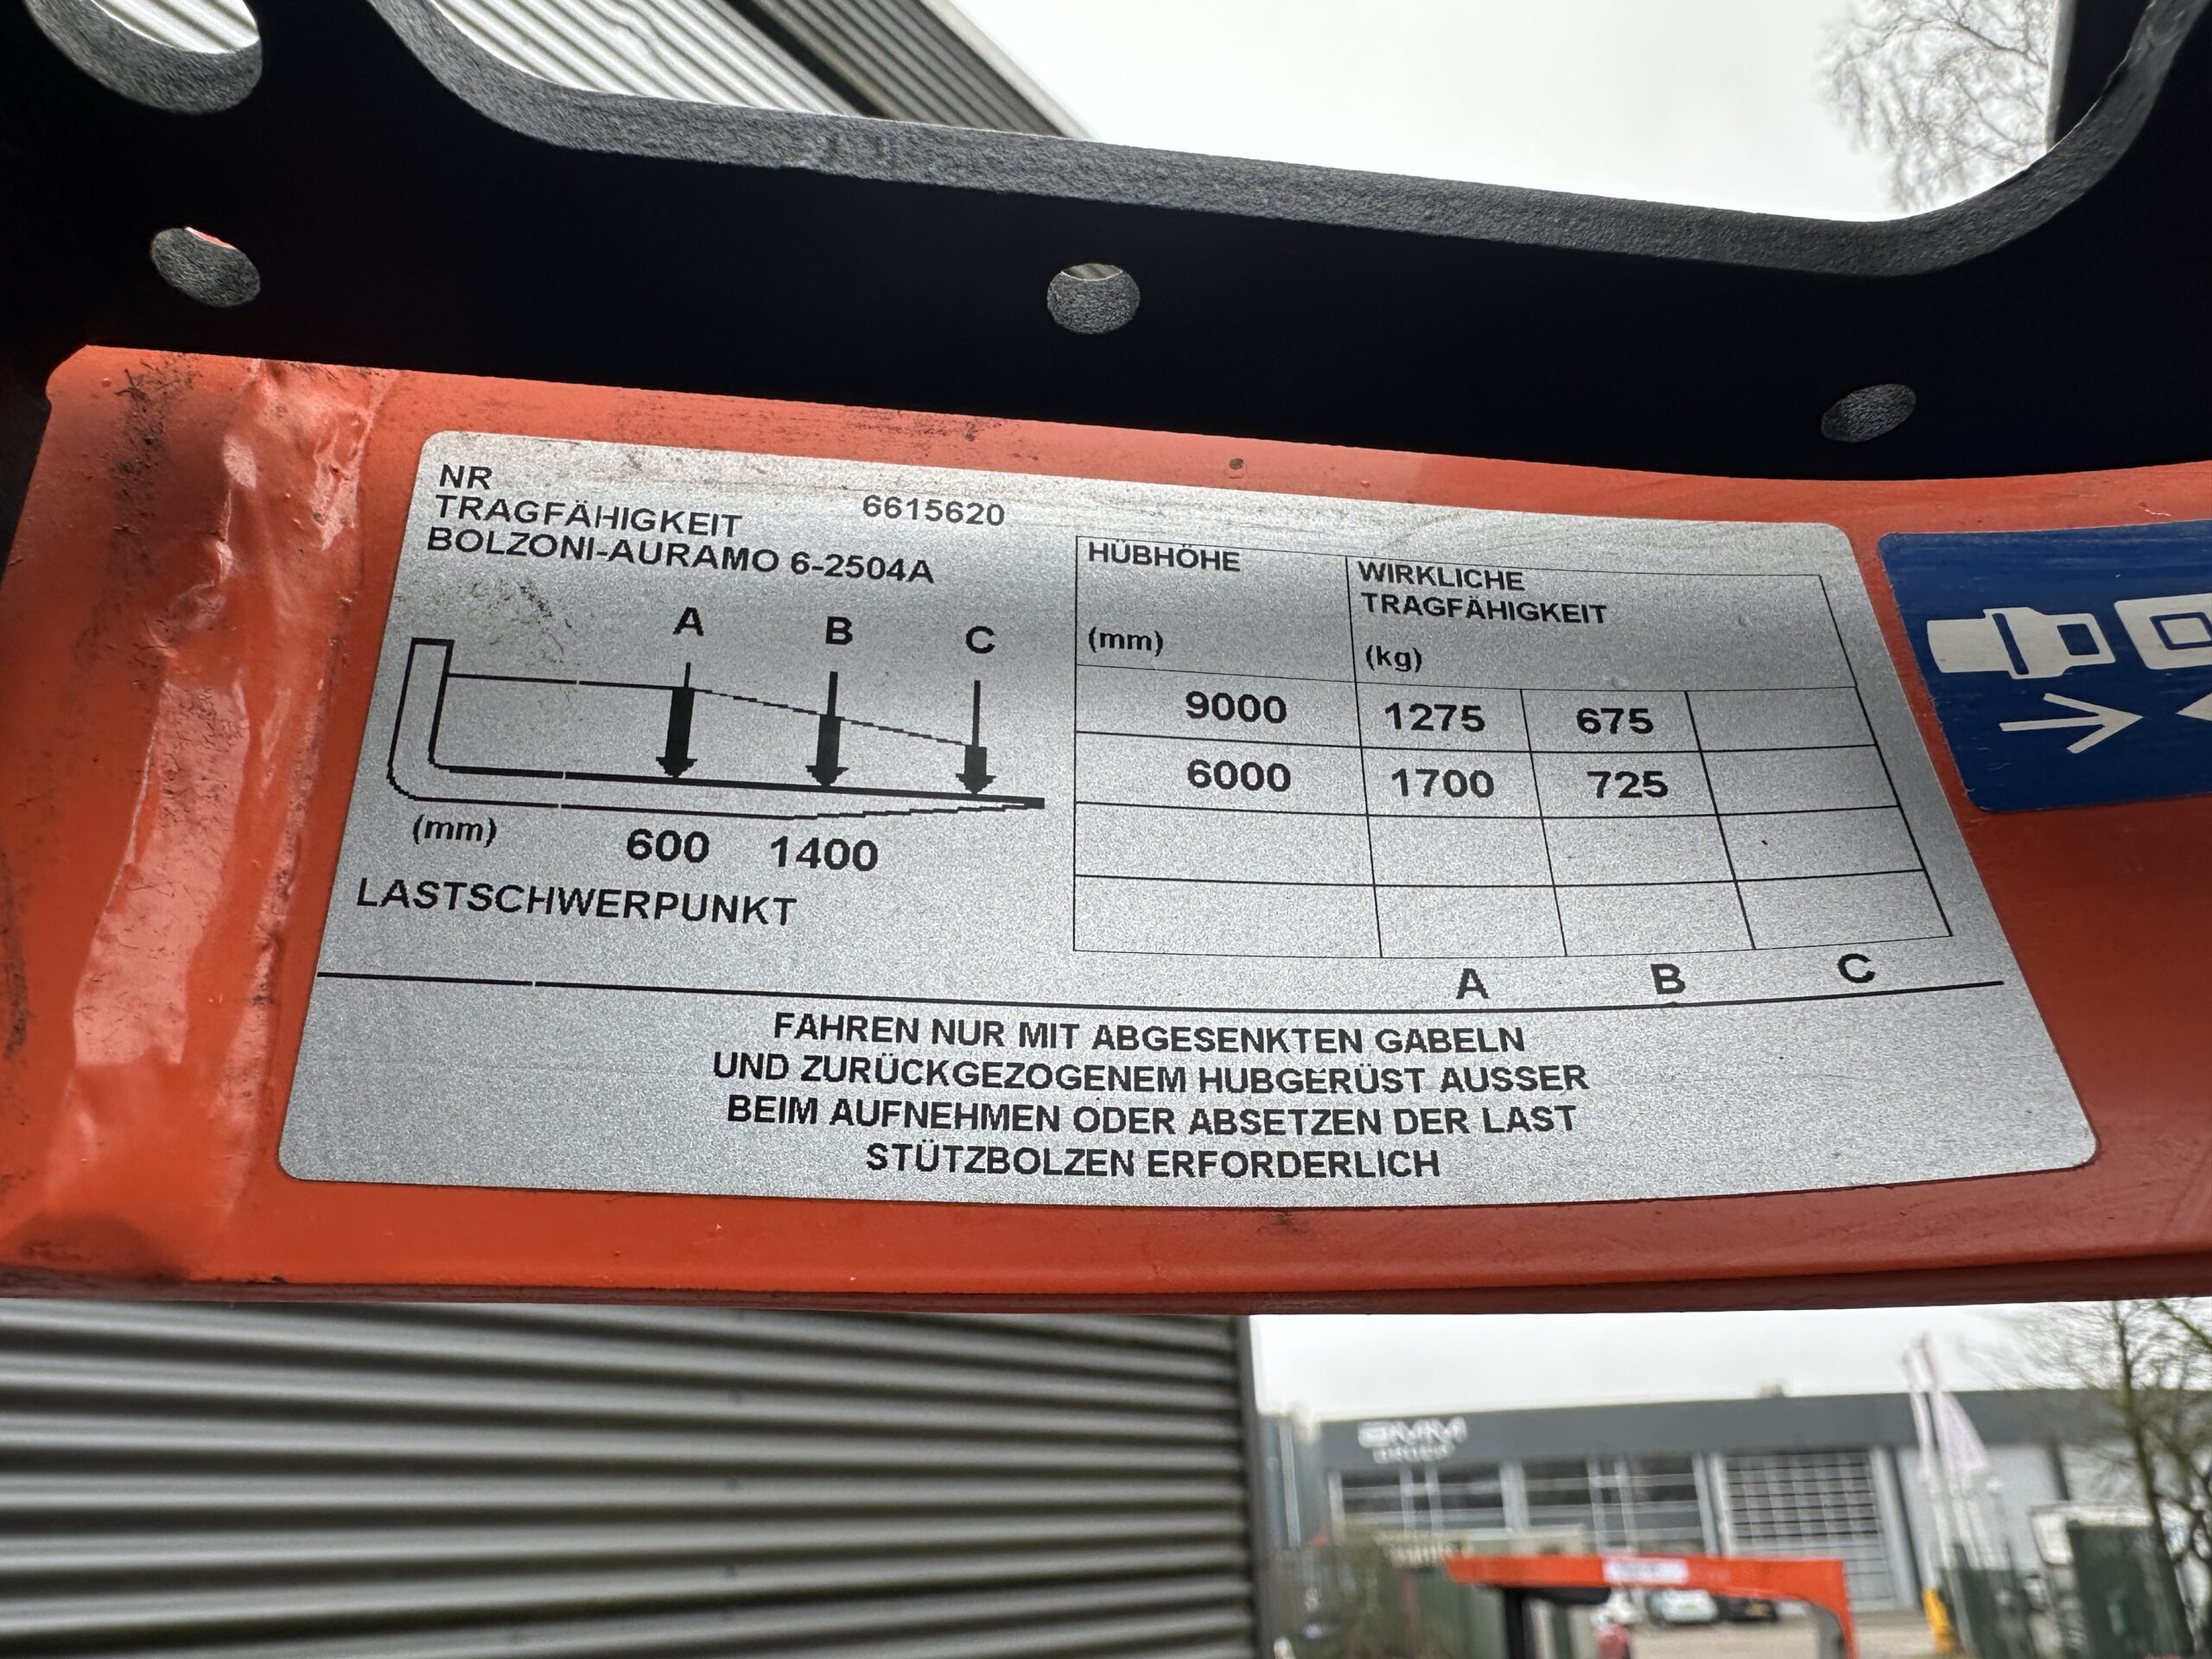 NR 6615620
TRAGFÄHIGKEIT
BOLZONI-AURAMO 6-2504A
A B C
(mm) 600 1400
LASTSCHWERPUNKT
HÜBHÖHE WIRKLICHE
TRAGFÄHIGKEIT
(mm) (kg)
9000 1275 675
6000 1700 725
A B C
FAHREN NUR MIT ABGESENKTEN GABELN
UND ZURÜCKGEZOGENEM HUBGERÜST AUSSER
BEIM AUFNEHMEN ODER ABSETZEN DER LAST
STÜTZBOLZEN ERFORDERLICH